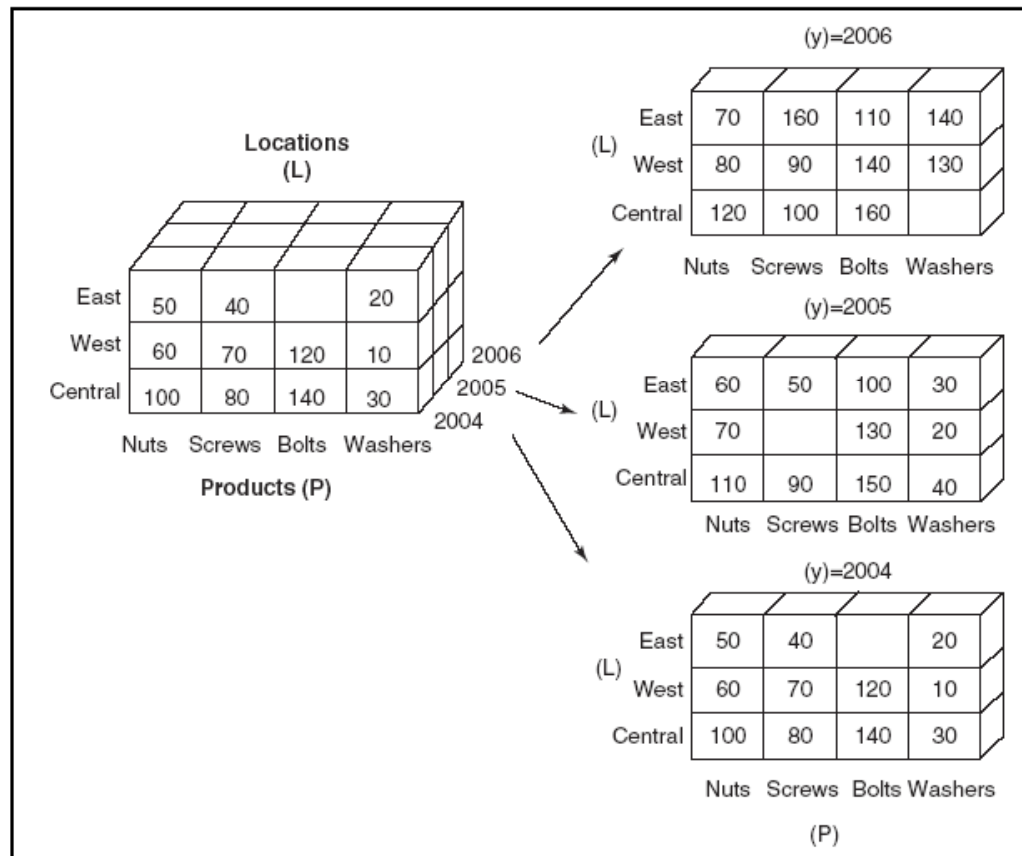 Locations
(L)
East 50 40 20
West 60 70 120 10
Central 100 80 140 30
2006
2005
2004
Nuts Screws Bolts Washers
Products (P)
(y)=2006
East 70 160 110 140
(L)
West 80 90 140 130
Central 120 100 160
Nuts Screws Bolts Washers
(y)=2005
East 60 50 100 30
(L)
West 70 130 20
Central 110 90 150 40
Nuts Screws Bolts Washers
(y)=2004
East 50 40 20
(L)
West 60 70 120 10
Central 100 80 140 30
Nuts Screws Bolts Washers
(P)